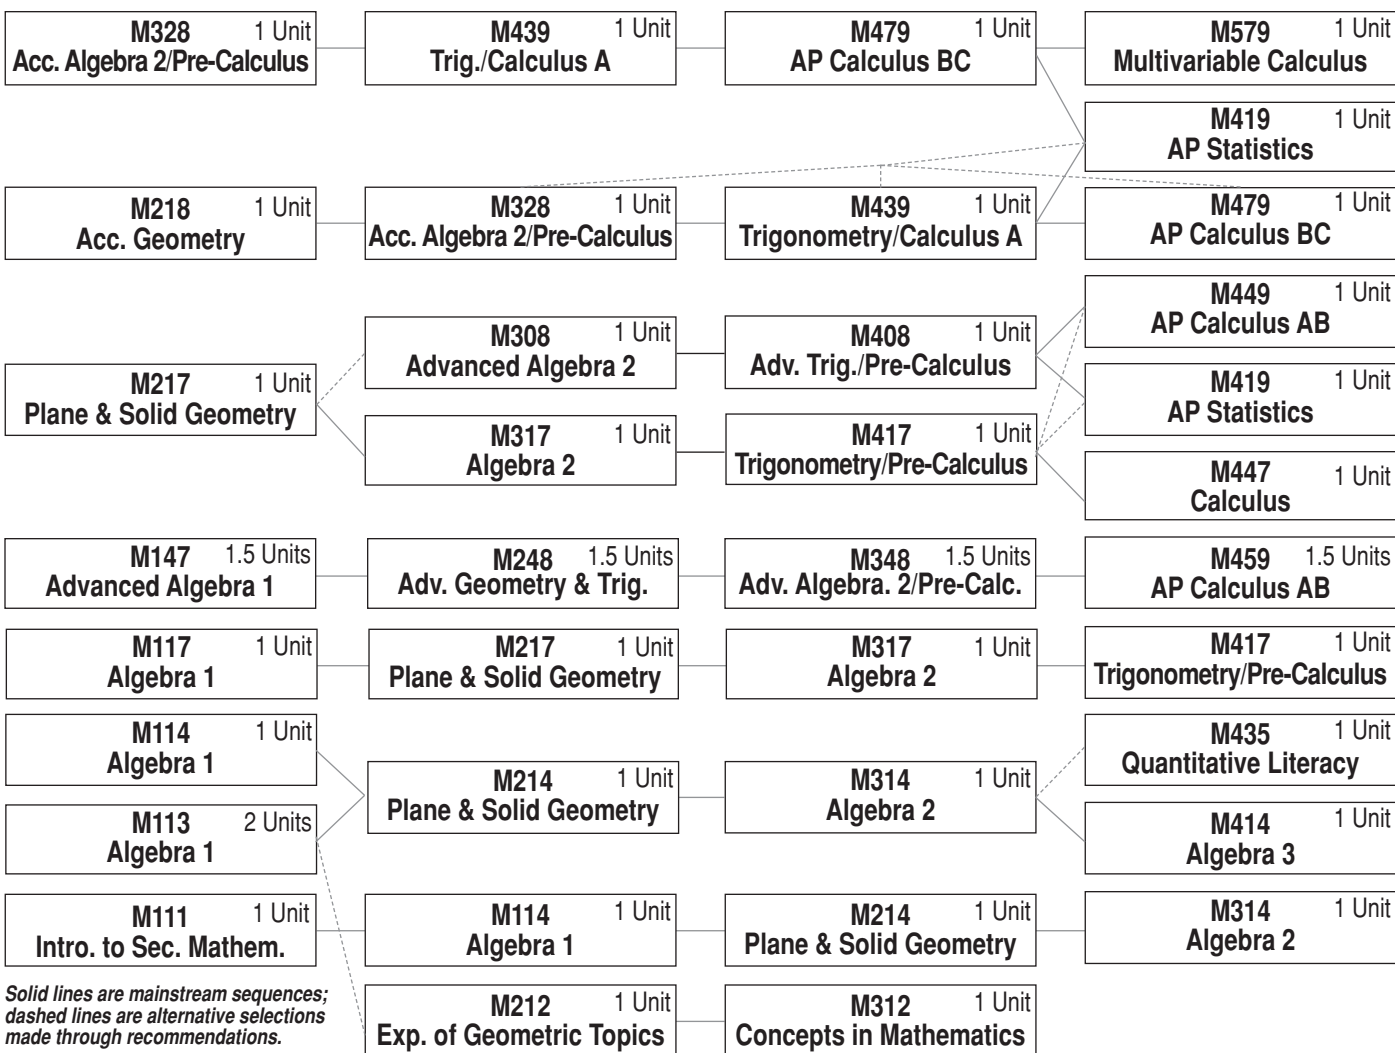 M328 1 Unit
Acc. Algebra 2/Pre-Calculus
M439 1 Unit
Trig./Calculus A
M479 1 Unit
AP Calculus BC
M579 1 Unit
Multivariable Calculus
M419 1 Unit
AP Statistics
M218 1 Unit
Acc. Geometry
M328 1 Unit
Acc. Algebra 2/Pre-Calculus
M439 1 Unit
Trigonometry/Calculus A
M479 1 Unit
AP Calculus BC
M217 1 Unit
Plane & Solid Geometry
M308 1 Unit
Advanced Algebra 2
M408 1 Unit
Adv. Trig./Pre-Calculus
M449 1 Unit
AP Calculus AB
M419 1 Unit
AP Statistics
M317 1 Unit
Algebra 2
M417 1 Unit
Trigonometry/Pre-Calculus
M447 1 Unit
Calculus
M147 1.5 Units
Advanced Algebra 1
M248 1.5 Units
Adv. Geometry & Trig.
M348 1.5 Units
Adv. Algebra. 2/Pre-Calc.
M459 1.5 Units
AP Calculus AB
M117 1 Unit
Algebra 1
M217 1 Unit
Plane & Solid Geometry
M317 1 Unit
Algebra 2
M417 1 Unit
Trigonometry/Pre-Calculus
M114 1 Unit
Algebra 1
M113 2 Units
Algebra 1
M214 1 Unit
Plane & Solid Geometry
M314 1 Unit
Algebra 2
M435 1 Unit
Quantitative Literacy
M414 1 Unit
Algebra 3
M111 1 Unit
Intro. to Sec. Mathem.
M114 1 Unit
Algebra 1
M214 1 Unit
Plane & Solid Geometry
M314 1 Unit
Algebra 2
M212 1 Unit
Exp. of Geometric Topics
M312 1 Unit
Concepts in Mathematics
Solid lines are mainstream sequences;
dashed lines are alternative selections
made through recommendations.